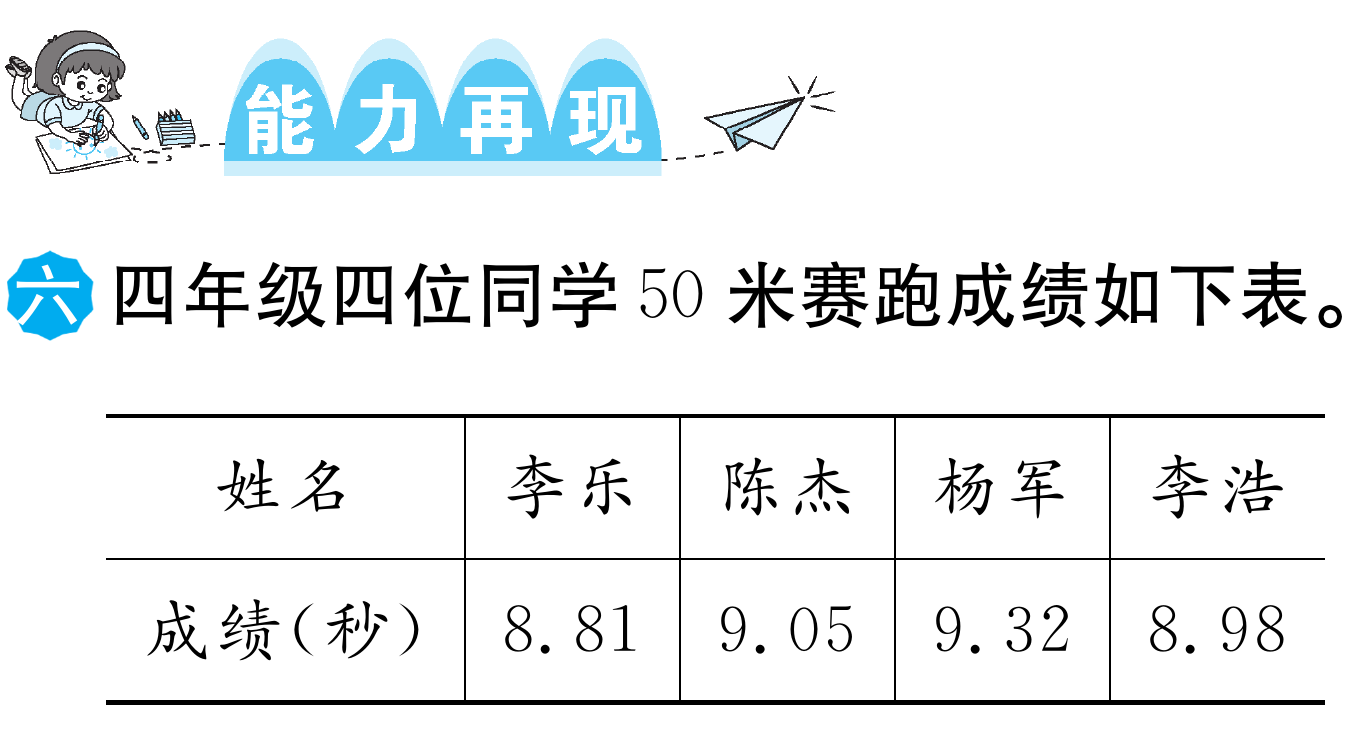 能力再现
六 四年级四位同学50米赛跑成绩如下表。
姓名 李乐 陈杰 杨军 李浩
成绩(秒) 8.81 9.05 9.32 8.98